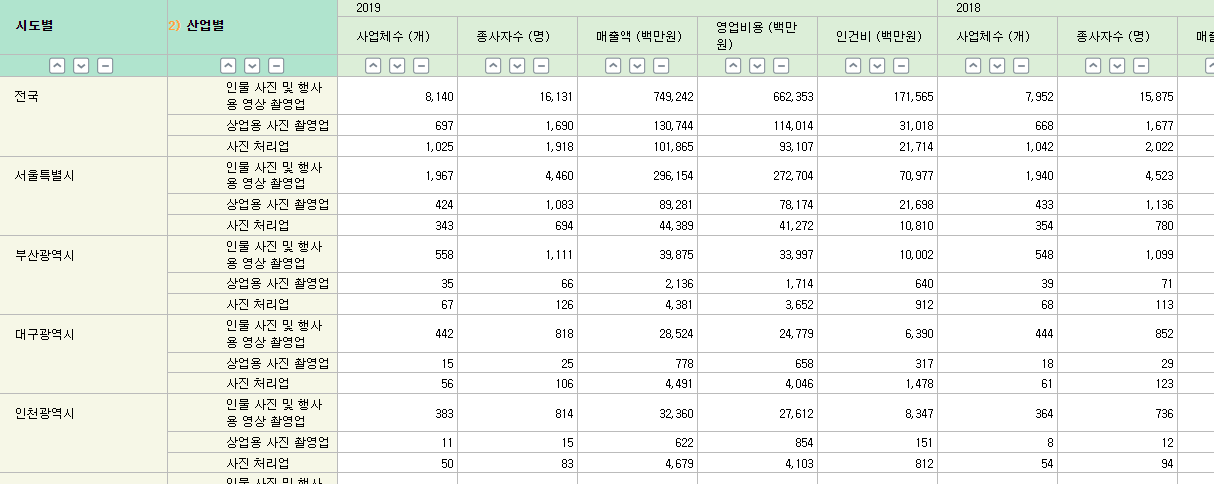 시도별 2) 산업별 2019 2018
사업체수 (개) 종사자수 (명) 매출액 (백만원) 영업비용 (백만
원) 인건비 (백만원) 사업체수 (개) 종사자수 (명) 매출
전국 인물 사진 및 행사
용 영상 촬영업 8,140 16,131 749,242 662,353 171,565 7,952 15,875
상업용 사진 촬영업 697 1,690 130,744 114,014 31,018 668 1,677
사진 처리업 1,025 1,918 101,865 93,107 21,714 1,042 2,022
서울특별시 인물 사진 및 행사
용 영상 촬영업 1,967 4,460 296,154 272,704 70,977 1,940 4,523
상업용 사진 촬영업 424 1,083 89,281 78,174 21,698 433 1,136
사진 처리업 343 694 44,389 41,272 10,810 354 780
부산광역시 인물 사진 및 행사
용 영상 촬영업 558 1,111 39,875 33,997 10,002 548 1,099
상업용 사진 촬영업 35 66 2,136 1,714 640 39 71
사진 처리업 67 126 4,381 3,652 912 68 113
대구광역시 인물 사진 및 행사
용 영상 촬영업 442 818 28,524 24,779 6,390 444 852
상업용 사진 촬영업 15 25 778 658 317 18 29
사진 처리업 56 106 4,491 4,046 1,478 61 123
인천광역시 인물 사진 및 행사
용 영상 촬영업 383 814 32,360 27,612 8,347 364 736
상업용 사진 촬영업 11 15 622 854 151 8 12
사진 처리업 50 83 4,679 4,103 812 54 94
인물 사진 및 행사